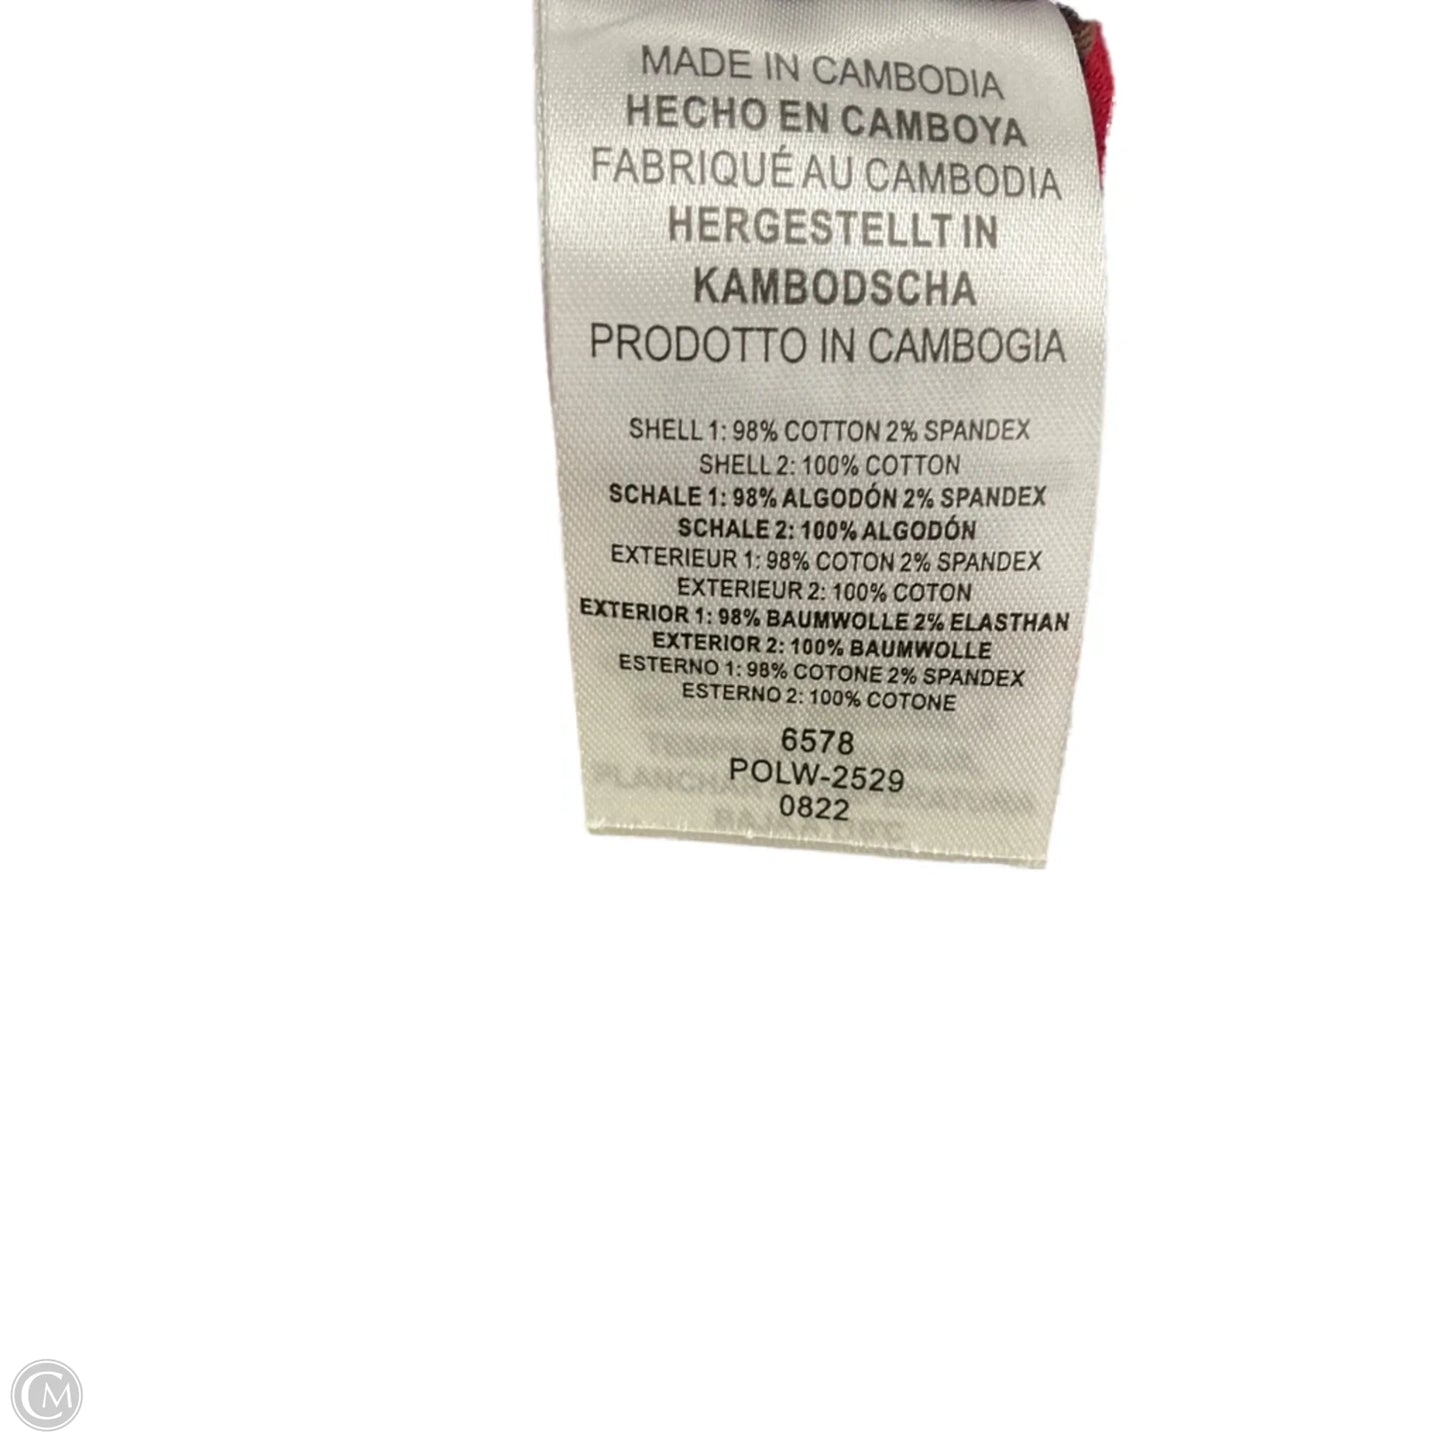 MADE IN CAMBODIA
HECHO EN CAMBOYA
FABRIQUÉ AU CAMBODIA
HERGESTELLT IN
KAMBODSCHA
PRODOTTO IN CAMBOGIA
SHELL 1: 98% COTTON 2% SPANDEX
SHELL 2: 100% COTTON
SCHALE 1: 98% ALGODÓN 2% SPANDEX
SCHALE 2: 100% ALGODÓN
EXTERIEUR 1: 98% COTON 2% SPANDEX
EXTERIEUR 2: 100% COTON
EXTERIOR 1: 98% BAUMWOLLE 2% ELASTHAN
EXTERIOR 2: 100% BAUMWOLLE
ESTERNO 1: 98% COTONE 2% SPANDEX
ESTERNO 2: 100% COTONE
6578
POLW-2529
0822
CM